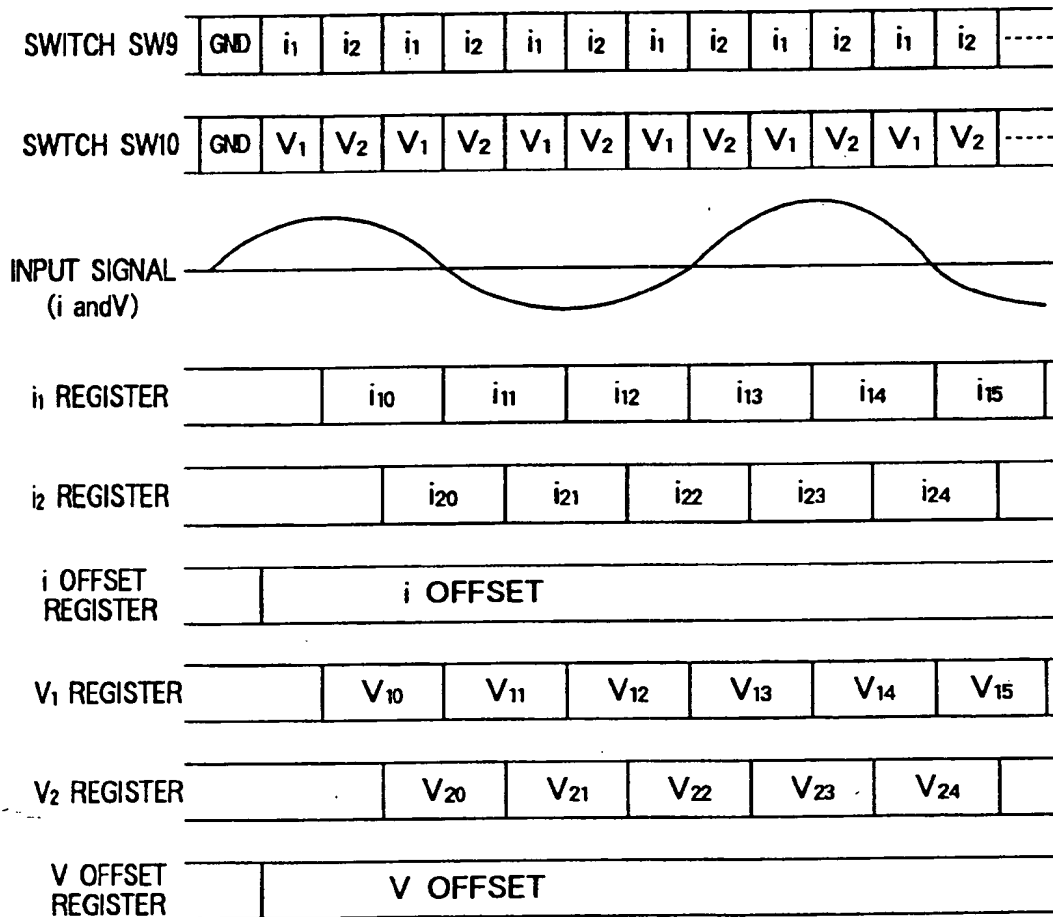 SWITCH SW9 GND i₁ i₂ i₁ i₂ i₁ i₂ i₁ i₂ i₁ i₂ i₁ i₂
SWTCH SW10 GND V₁ V₂ V₁ V₂ V₁ V₂ V₁ V₂ V₁ V₂ V₁ V₂
INPUT SIGNAL
(i andV)
i₁ REGISTER i₁₀ i₁₁ i₁₂ i₁₃ i₁₄ i₁₅
i₂ REGISTER i₂₀ i₂₁ i₂₂ i₂₃ i₂₄
i OFFSET
REGISTER
i OFFSET
V₁ REGISTER V₁₀ V₁₁ V₁₂ V₁₃ V₁₄ V₁₅
V₂ REGISTER V₂₀ V₂₁ V₂₂ V₂₃ V₂₄
V OFFSET
REGISTER
V OFFSET